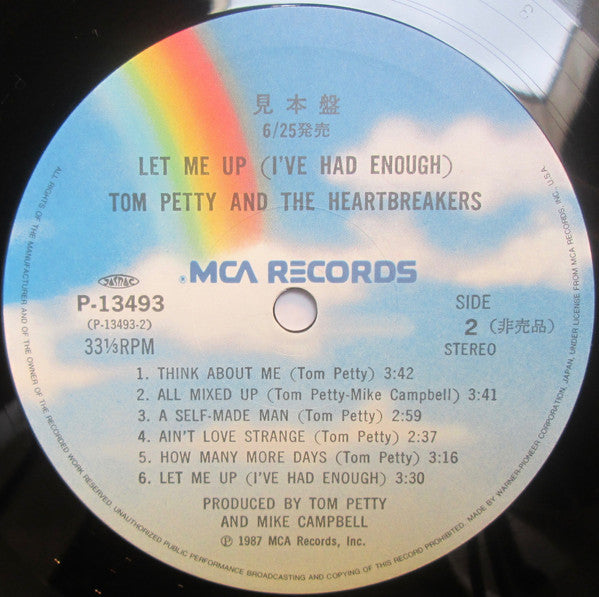 見本盤
6/25発売
LET ME UP (I'VE HAD ENOUGH)
TOM PETTY AND THE HEARTBREAKERS
® MCA RECORDS
JASRAC
P-13493
(P-13493-2)
33⅓RPM
SIDE
2 (非売品)
STEREO
1. THINK ABOUT ME (Tom Petty) 3:42
2. ALL MIXED UP (Tom Petty-Mike Campbell) 3:41
3. A SELF-MADE MAN (Tom Petty) 2:59
4. AIN'T LOVE STRANGE (Tom Petty) 2:37
5. HOW MANY MORE DAYS (Tom Petty) 3:16
6. LET ME UP (I'VE HAD ENOUGH) 3:30
PRODUCED BY TOM PETTY
AND MIKE CAMPBELL
℗ 1987 MCA Records, Inc.
ALL RIGHTS OF THE MANUFACTURER AND OF THE OWNER OF THE RECORDED WORK RESERVED. UNAUTHORIZED PUBLIC PERFORMANCE BROADCASTING AND COPYING OF THIS RECORD PROHIBITED. MADE BY WARNER-PIONEER CORPORATION, JAPAN, UNDER LICENSE FROM MCA RECORDS, INC., U.S.A.